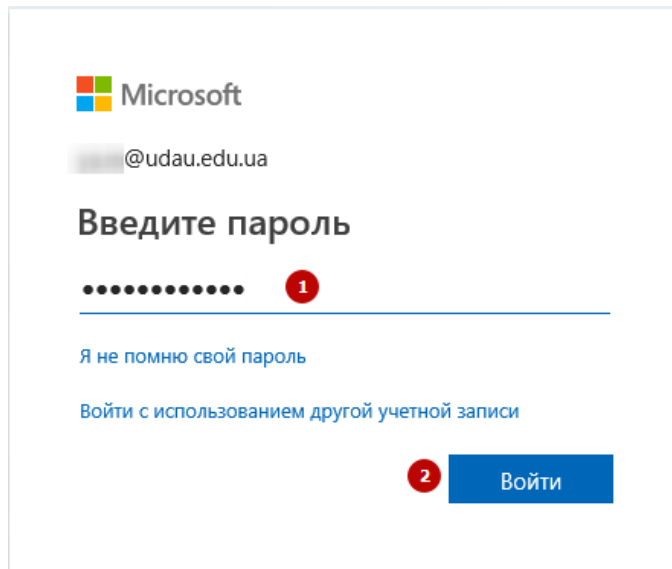 Microsoft
@udau.edu.ua
Введите пароль
●●●●●●●●●●●● 1
Я не помню свой пароль
Войти с использованием другой учетной записи
2 Войти